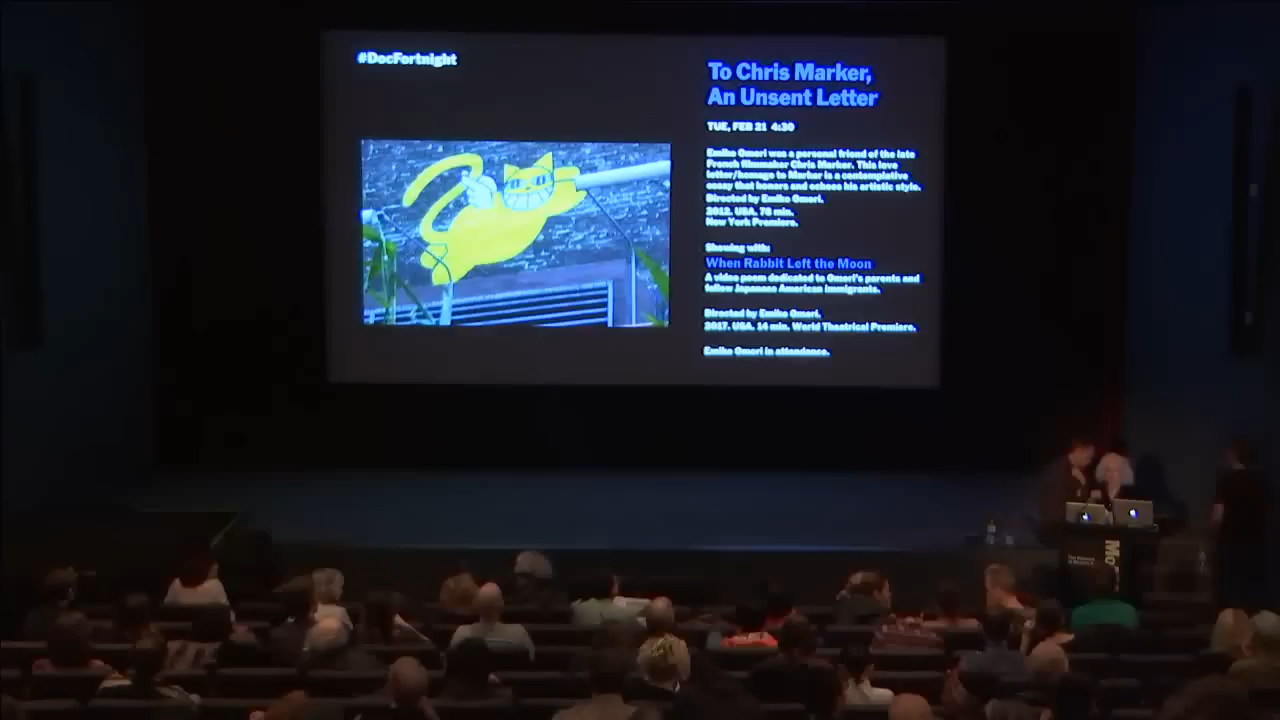 #DocFortnight
To Chris Marker,
An Unsent Letter
TUE, FEB 21 4:30
Emiko Omori was a personal friend of the late
French filmmaker Chris Marker. This love
letter/homage to Marker is a contemplative
essay that honors and echoes his artistic style.
Directed by Emiko Omori.
2012. USA. 78 min.
New York Premiere.
Showing with:
When Rabbit Left the Moon
A video poem dedicated to Omori's parents and
fellow Japanese American immigrants.
Directed by Emiko Omori.
2017. USA. 14 min. World Theatrical Premiere.
Emiko Omori in attendance.
Mo